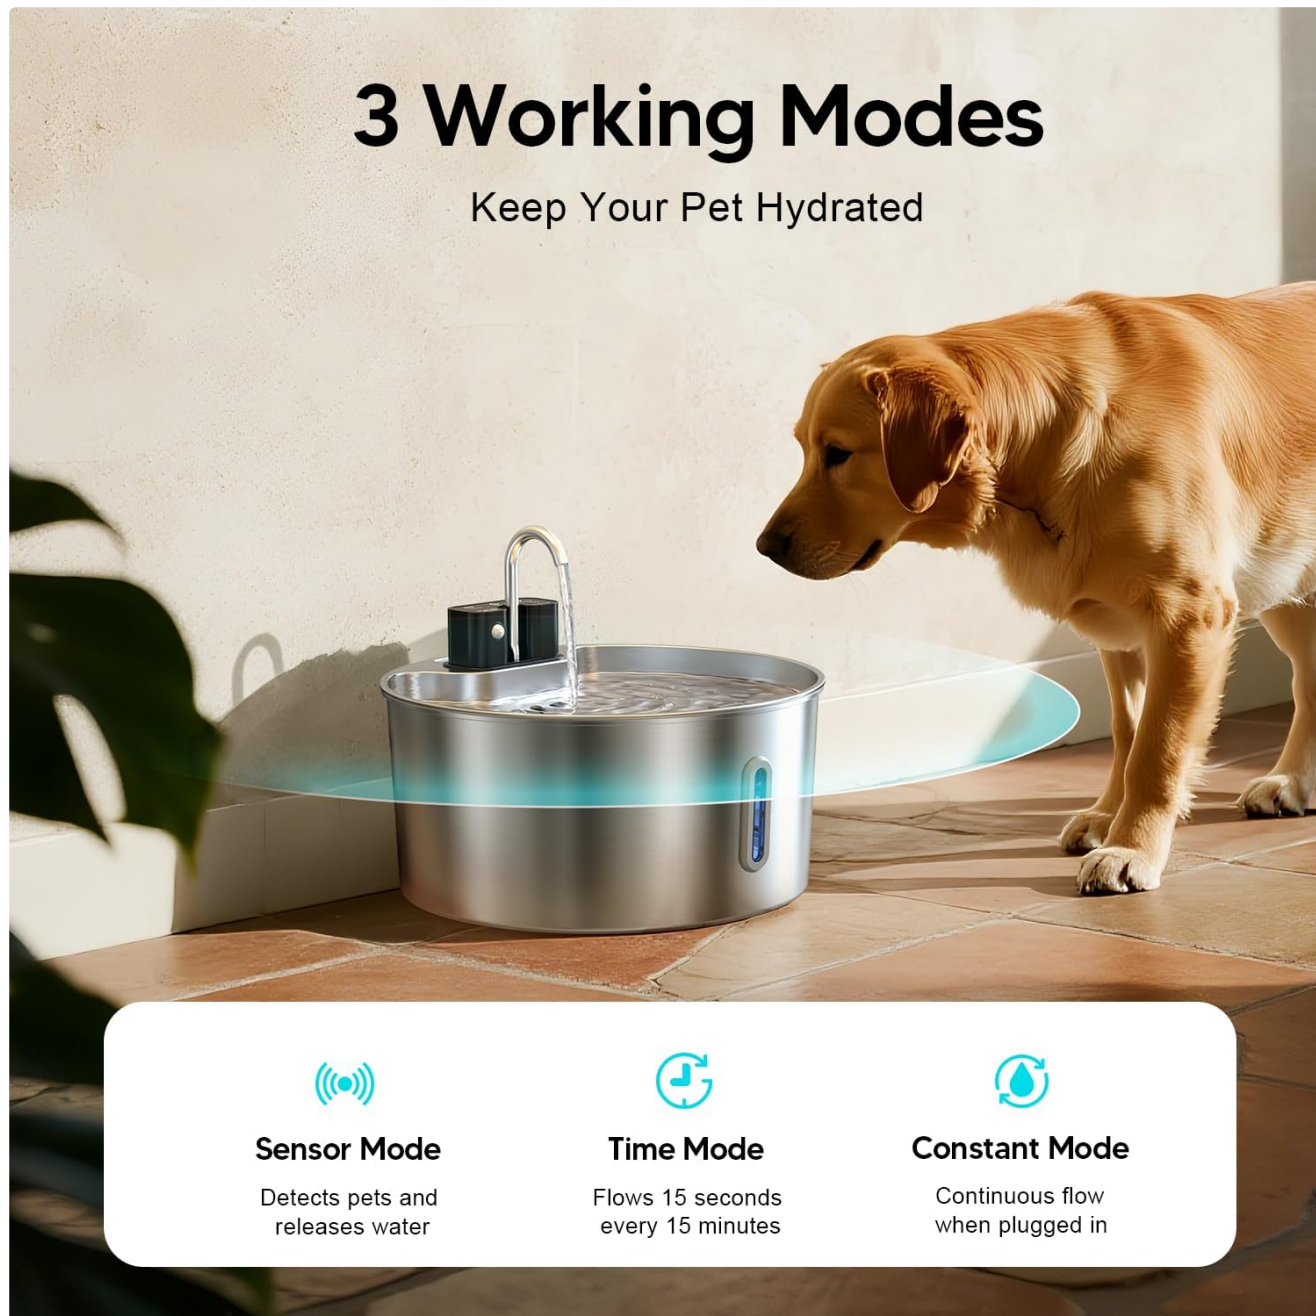 3 Working Modes
Keep Your Pet Hydrated
Sensor Mode
Detects pets and
releases water
Time Mode
Flows 15 seconds
every 15 minutes
Constant Mode
Continuous flow
when plugged in